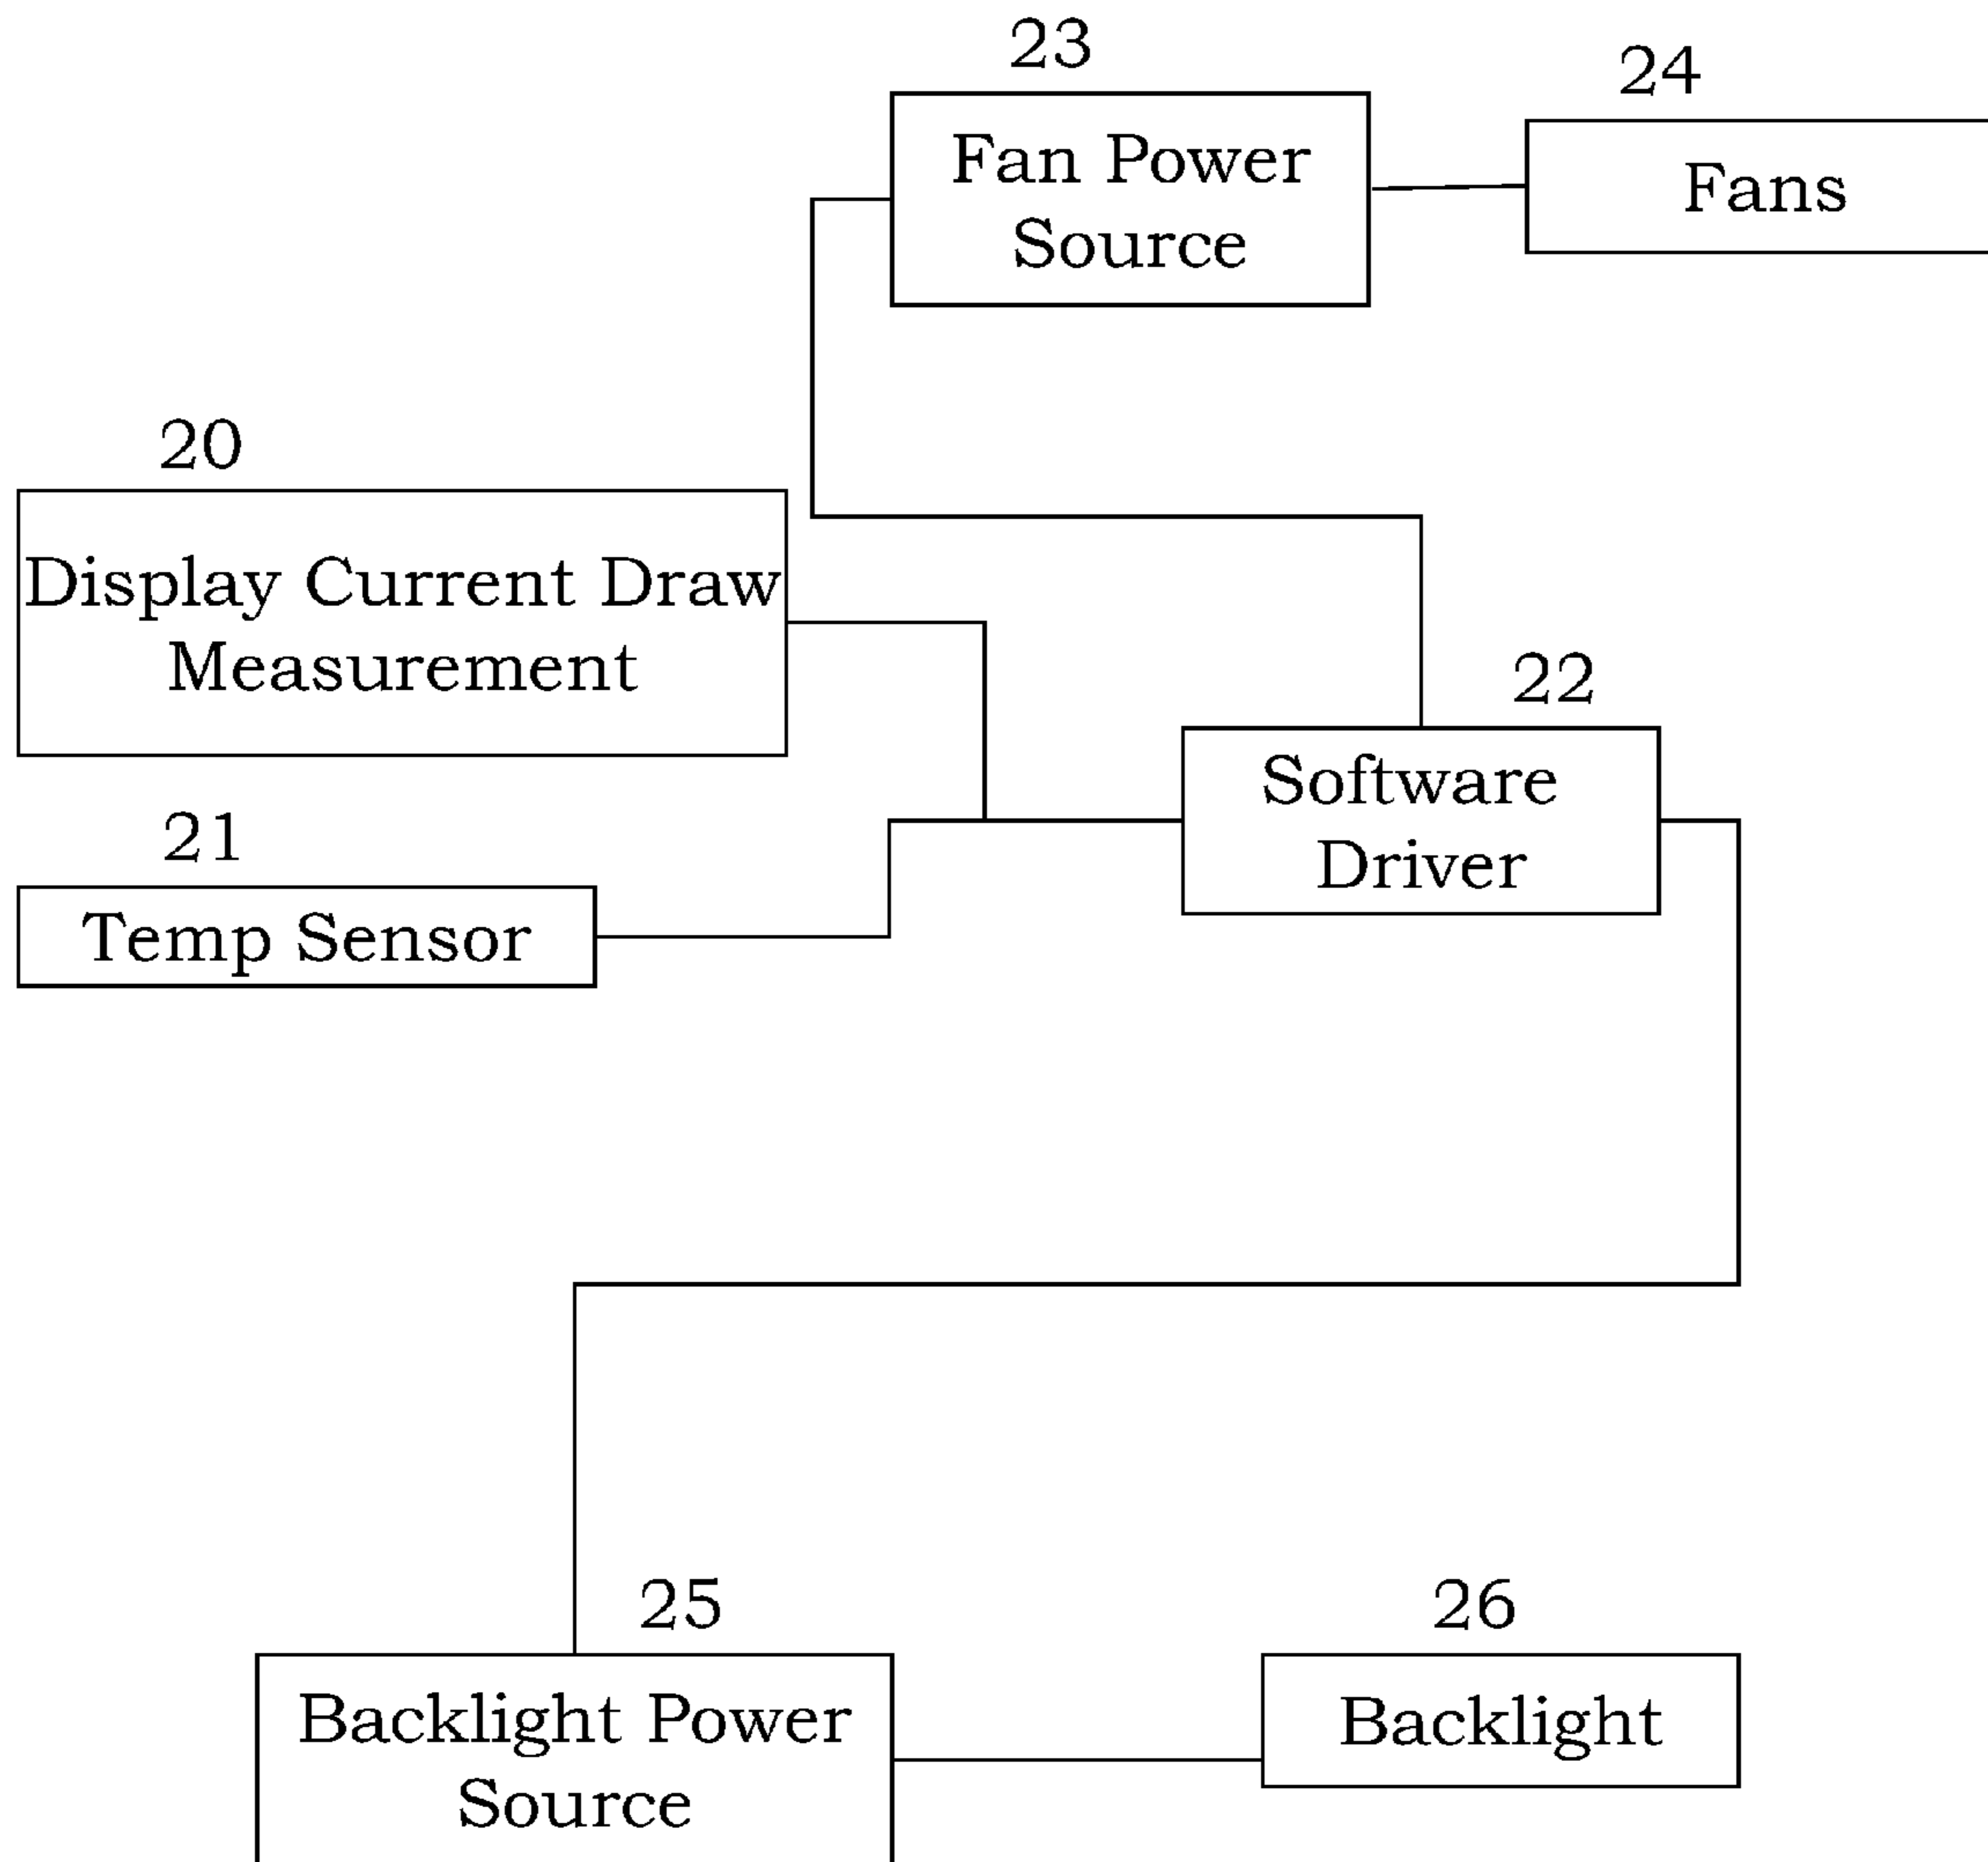 23
Fan Power
Source
24
Fans
20
Display Current Draw
Measurement
22
Software
Driver
21
Temp Sensor
25
Backlight Power
Source
26
Backlight